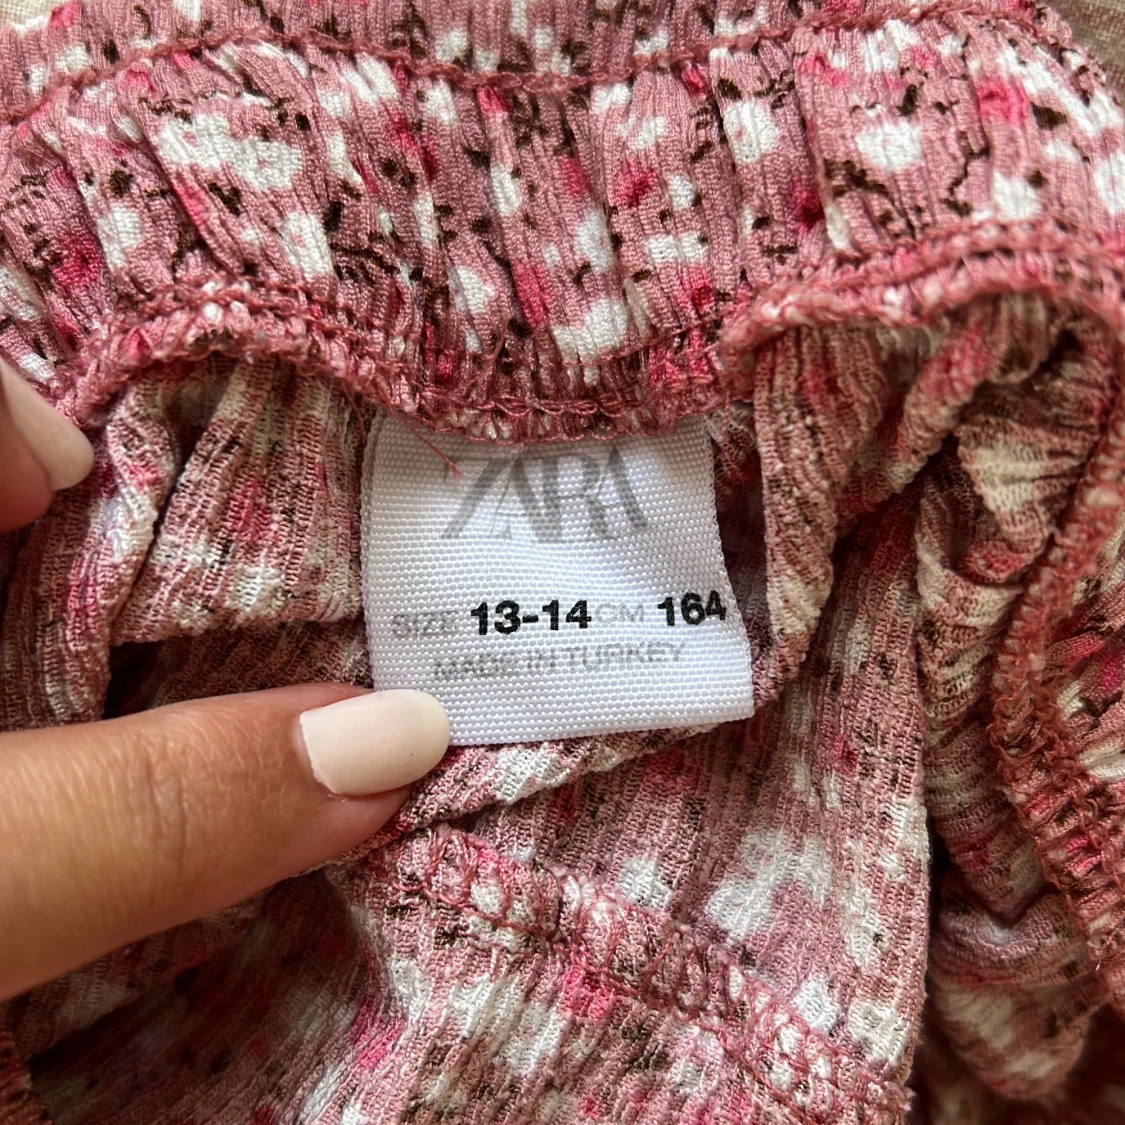 ZARA
SIZE 13-14 CM 164
MADE IN TURKEY